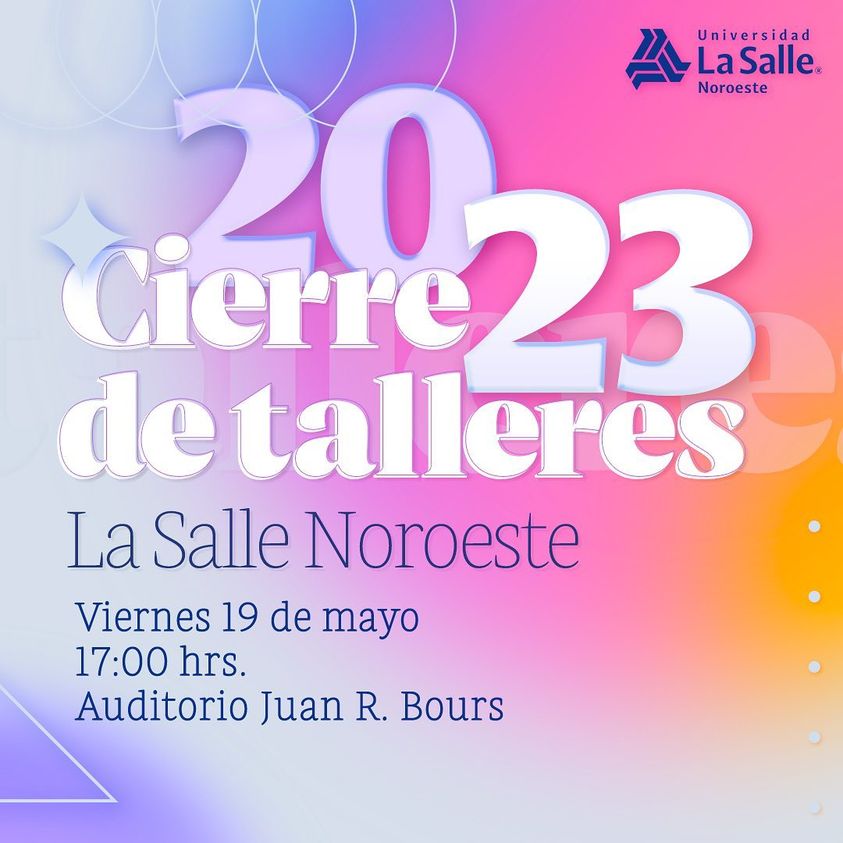 Universidad
La Salle®
Noroeste
2023
Cierre
de talleres
talleres
La Salle Noroeste
Viernes 19 de mayo
17:00 hrs.
Auditorio Juan R. Bours